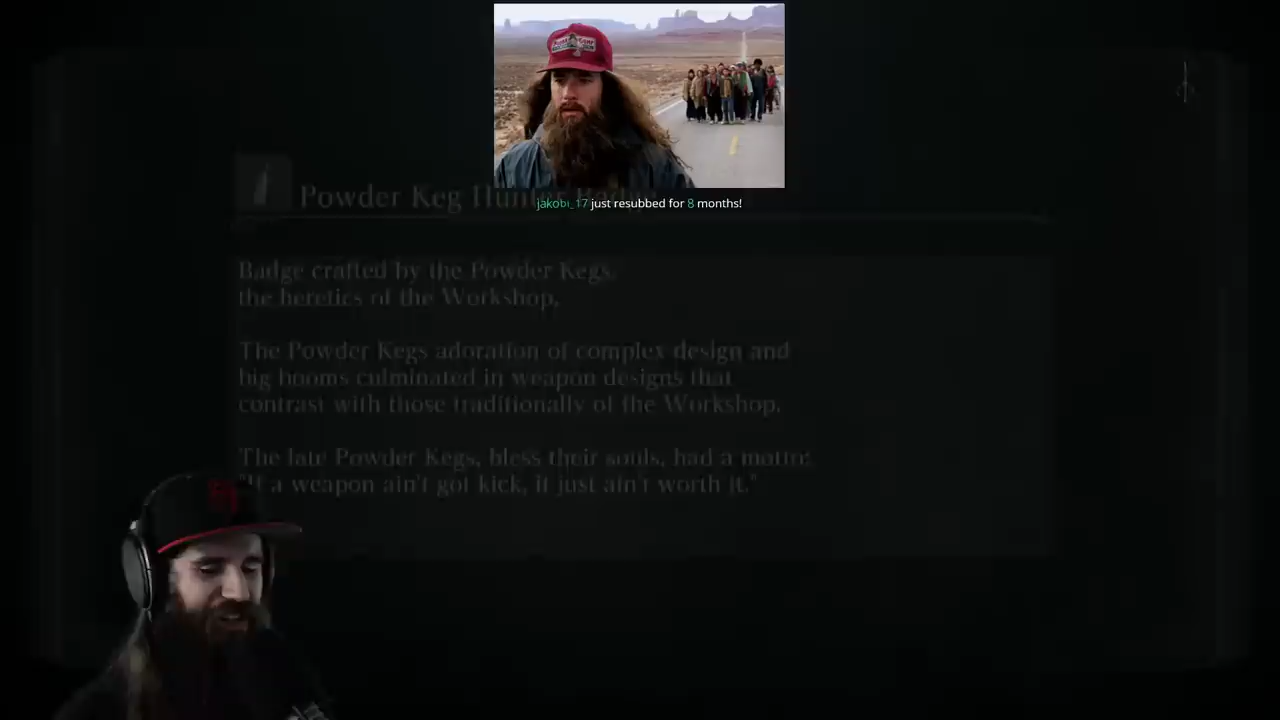 jakobi_17 just resubbed for 8 months!
Powder Keg Hunter Badge
Badge crafted by the Powder Kegs,
the heretics of the Workshop.
The Powder Kegs adoration of complex design and
big booms culminated in weapon designs that
contrast with those traditionally of the Workshop.
The late Powder Kegs, bless their souls, had a motto:
"If a weapon ain't got kick, it just ain't worth it."